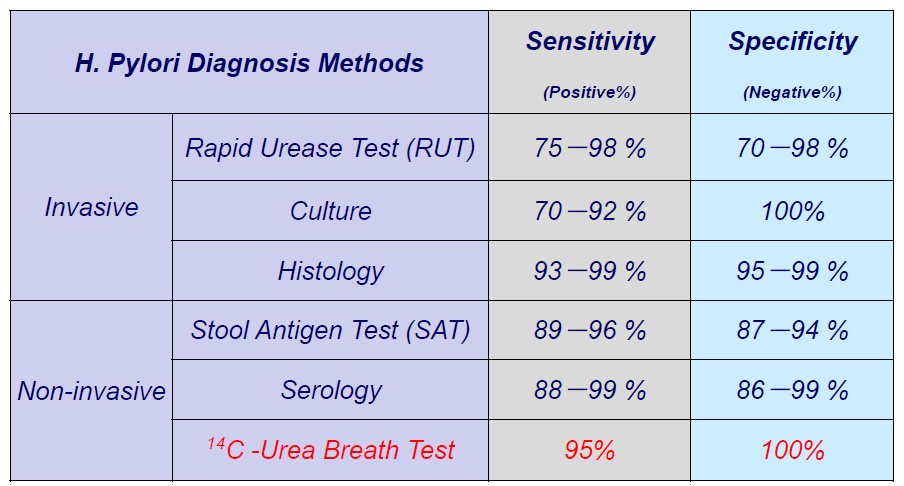 H. Pylori Diagnosis Methods
Sensitivity
(Positive%)
Specificity
(Negative%)
Invasive
Rapid Urease Test (RUT)
75—98 %
70—98 %
Culture
70—92 %
100%
Histology
93—99 %
95—99 %
Non-invasive
Stool Antigen Test (SAT)
89—96 %
87—94 %
Serology
88—99 %
86—99 %
¹⁴C -Urea Breath Test
95%
100%